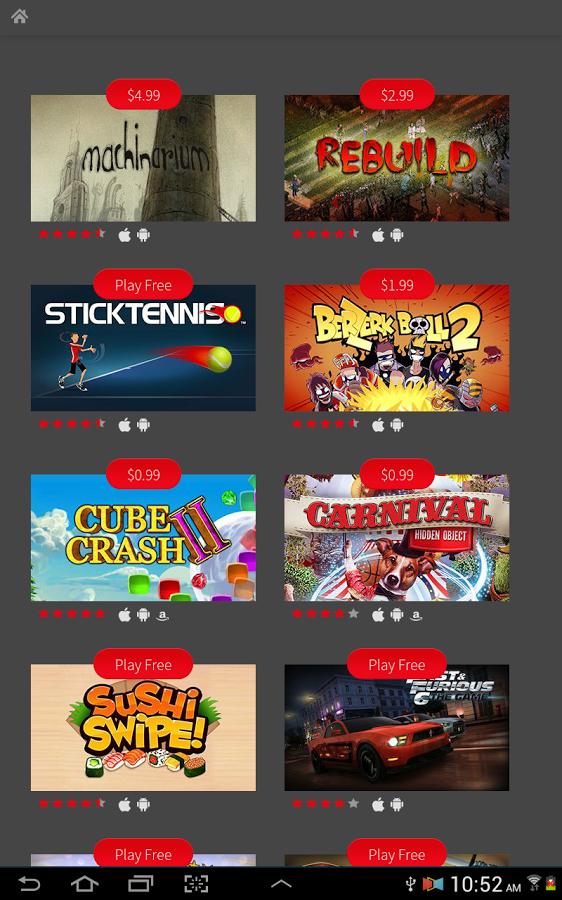 $4.99
machinarium
$2.99
REBUILD
Play Free
STICKTENNIS
TM
$1.99
BERZERK BALL 2
$0.99
CUBE
CRASH II
$0.99
CARNIVAL
HIDDEN OBJECT
a
a
Play Free
SUSHI
SWIPE!
Play Free
FAST &
FURIOUS
6 THE GAME
Play Free
Play Free
10:52 AM